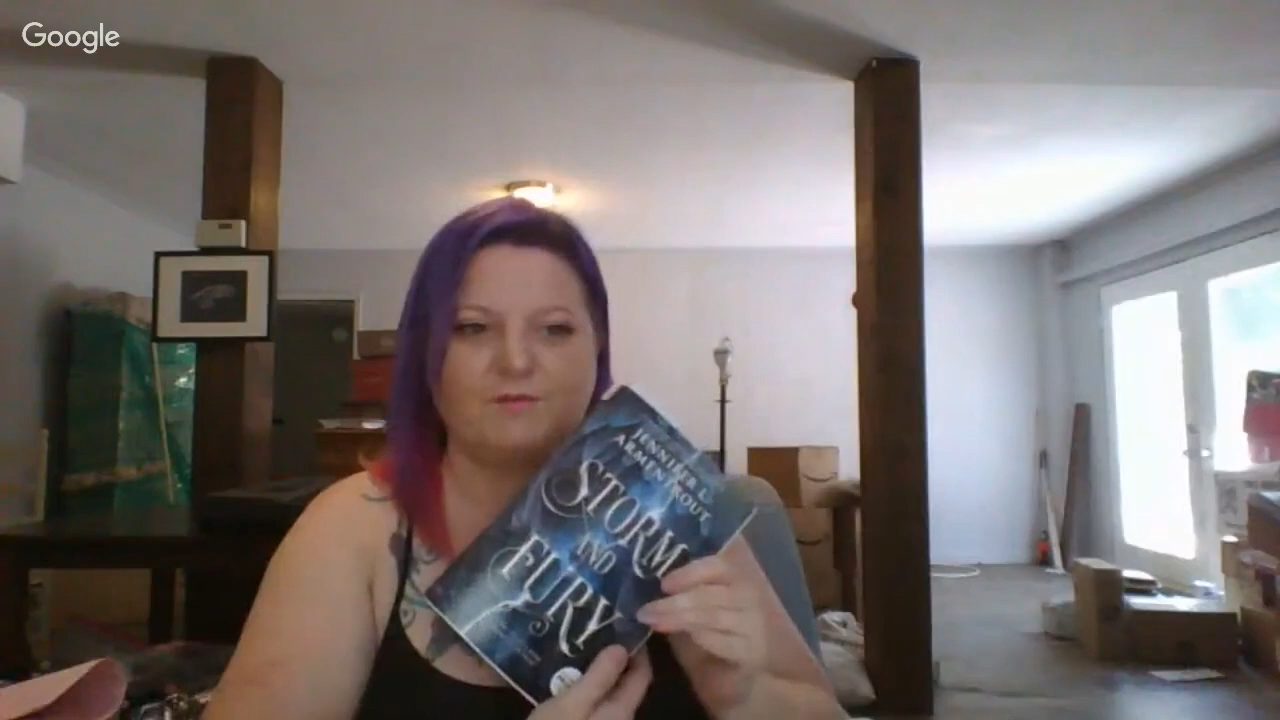 Google
JENNIFER L.
ARMENTROUT
STORM
AND
FURY